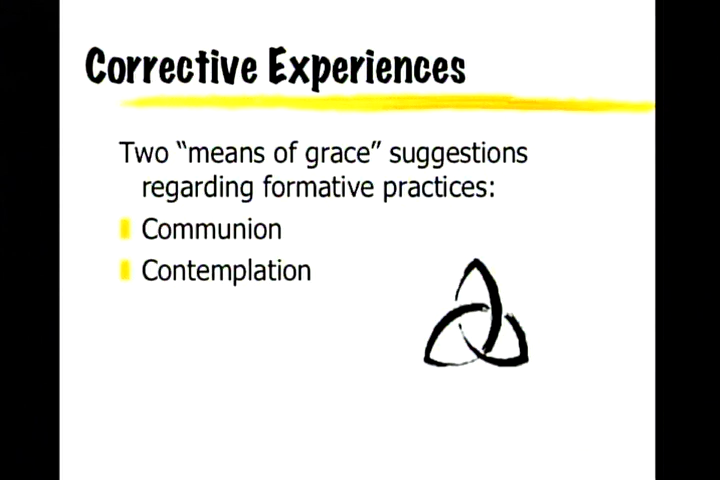 Corrective Experiences
Two “means of grace” suggestions
regarding formative practices:
Communion
Contemplation